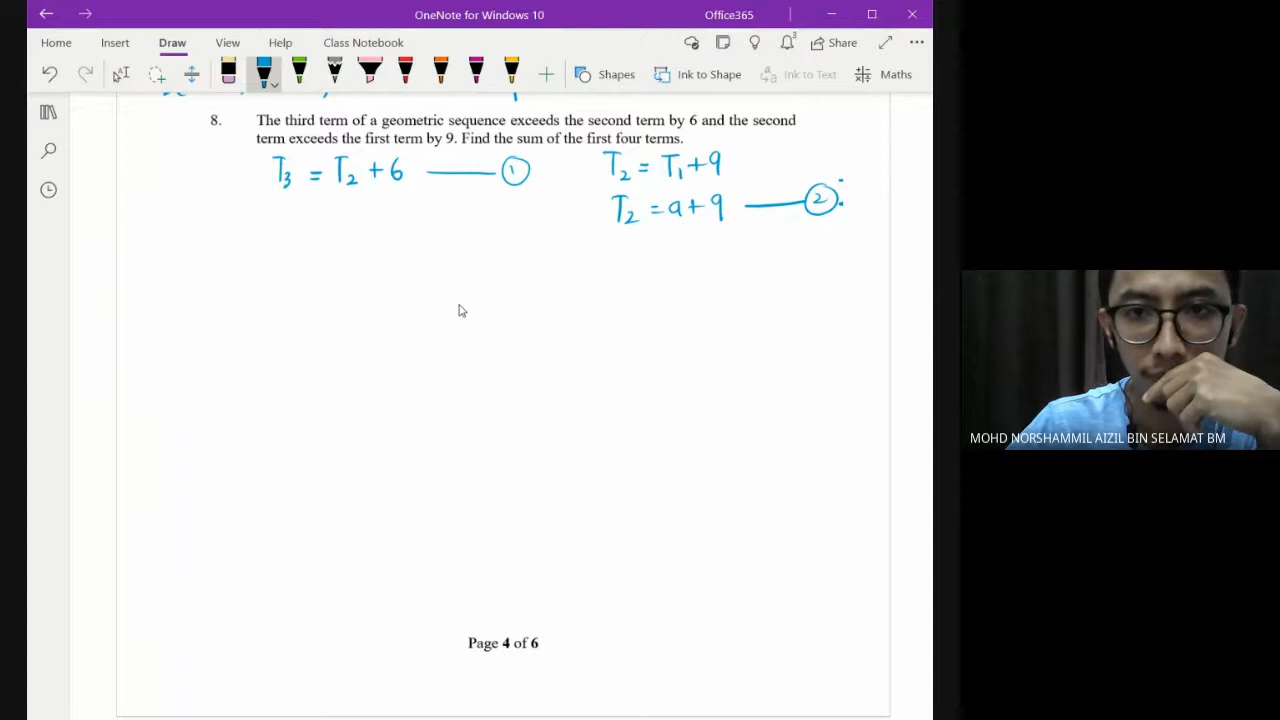 OneNote for Windows 10
Office365
Home Insert Draw View Help Class Notebook
3
Share
Shapes
Ink to Shape
Ink to Text
Maths
8. The third term of a geometric sequence exceeds the second term by 6 and the second
term exceeds the first term by 9. Find the sum of the first four terms.
T₃ = T₂ + 6 ——— ①
T₂ = T₁ + 9
T₂ = a + 9 ——— ②
MOHD NORSHAMMIL AIZIL BIN SELAMAT BM
Page 4 of 6